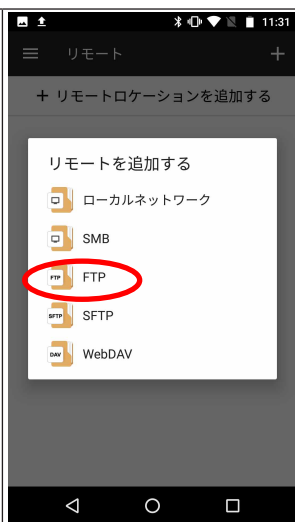 11:31
リモート
+ リモートロケーションを追加する
リモートを追加する
ローカルネットワーク
SMB
FTP FTP
SFTP SFTP
DAV WebDAV